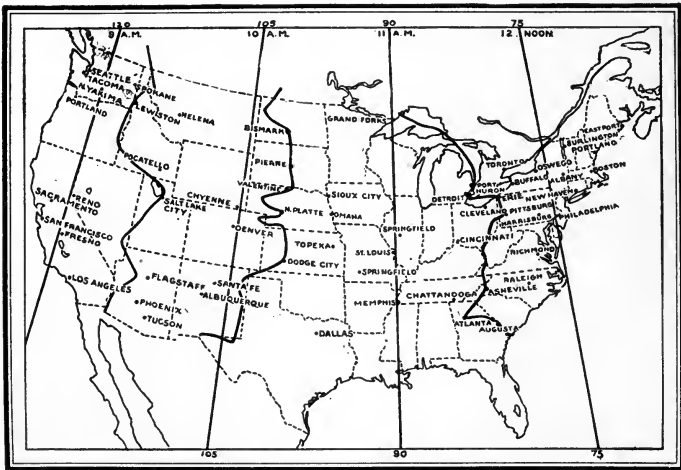 120 105 90 75
9 A.M. 10 A.M. 11 A.M. 12 NOON
SEATTLE
TACOMA
SPOKANE
N. YAKIMA
LEWISTON
HELENA
PORTLAND
BISMARK
GRAND FORKS
EASTPORT
BURLINGTON
PORTLAND
TORONTO
OSWEGO
POCATELLO
PIERRE
PORT
HURON
BUFFALO
ALBANY
BOSTON
VALENTINE
SIOUX CITY
DETROIT
ERIE
NEW HAVEN
RENO
SACRAMENTO
SALT LAKE
CITY
CHYENNE
N. PLATTE
OMAHA
CLEVELAND
PITTSBURG
HARRISBURG
PHILADELPHIA
SAN FRANCISCO
FRESNO
DENVER
SPRINGFIELD
CINCINNATI
TOPEKA
ST. LOUIS
RICHMOND
DODGE CITY
SPRINGFIELD
LOS ANGELES
FLAGSTAFF
SANTA FE
ALBUQUERQUE
MEMPHIS
CHATTANOOGA
RALEIGH
ASHEVILLE
PHOENIX
TUCSON
DALLAS
ATLANTA
AUGUSTA
105 90 75